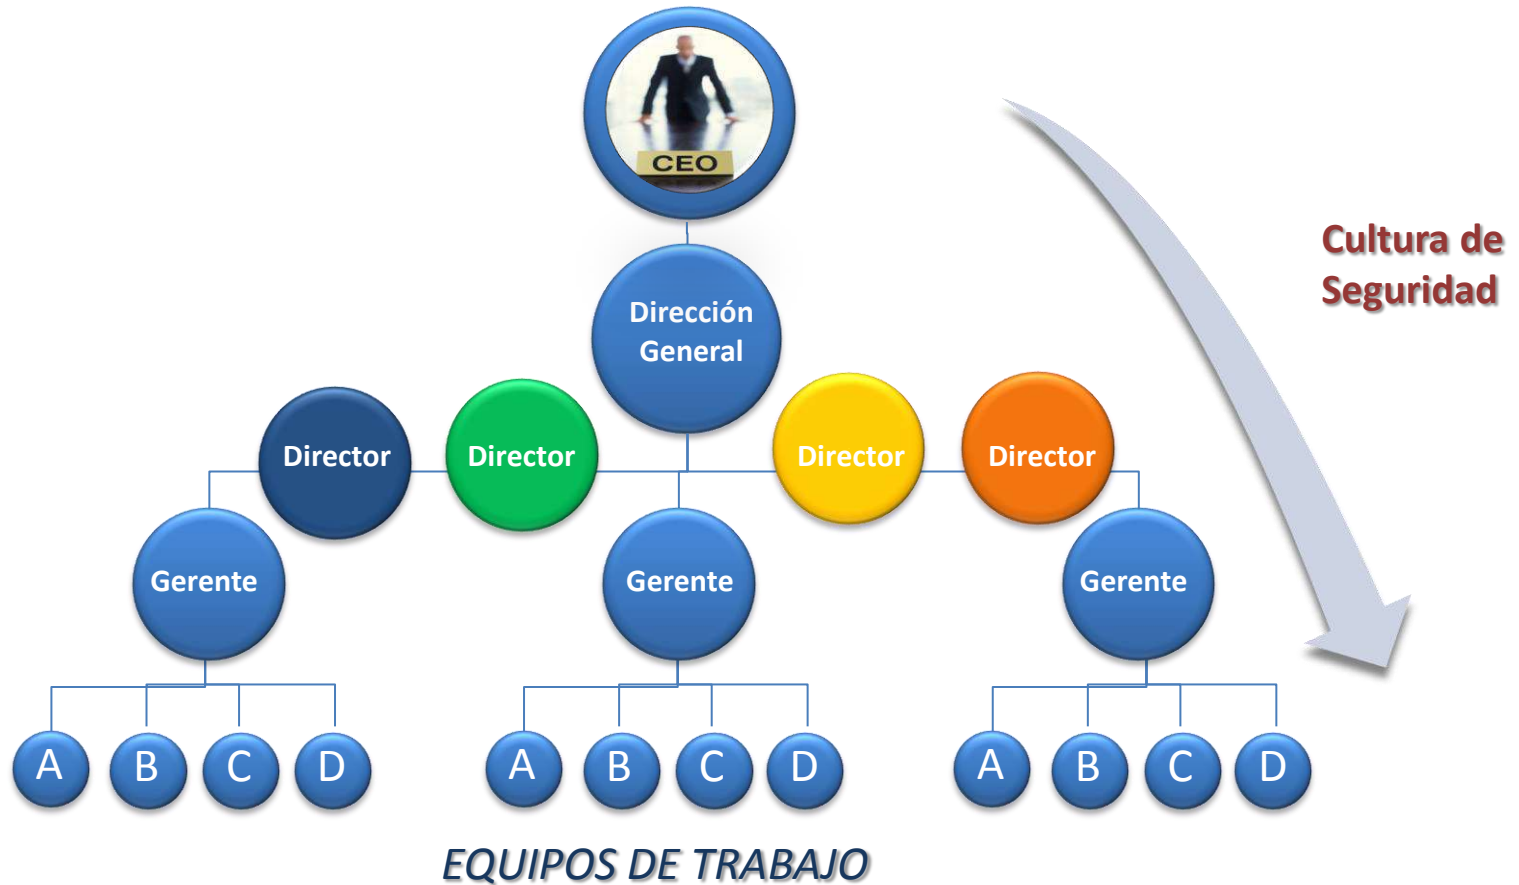 CEO
Dirección
General
Cultura de
Seguridad
Director
Director
Director
Director
Gerente
Gerente
Gerente
A
B
C
D
A
B
C
D
A
B
C
D
EQUIPOS DE TRABAJO